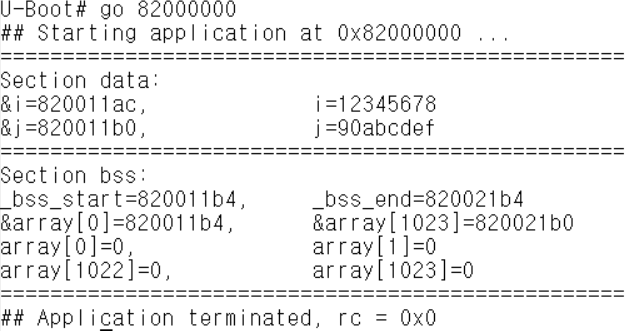 U-Boot# go 82000000
## Starting application at 0x82000000 ...
=====================================================
Section data:
&i=820011ac, i=12345678
&j=820011b0, j=90abcdef
=====================================================
Section bss:
_bss_start=820011b4, _bss_end=820021b4
&array[0]=820011b4, &array[1023]=820021b0
array[0]=0, array[1]=0
array[1022]=0, array[1023]=0
=====================================================
## Application terminated, rc = 0x0